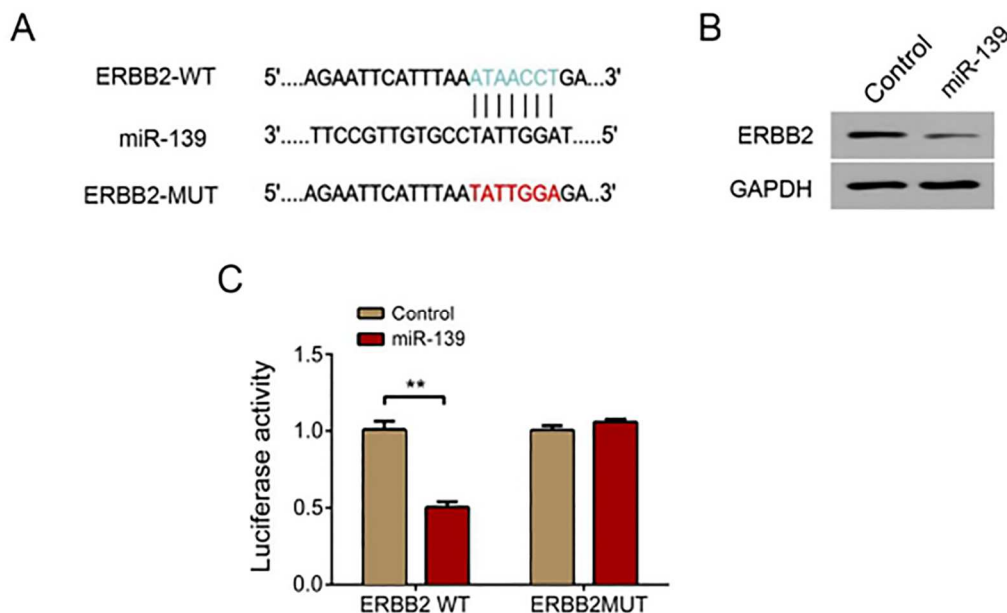 A
ERBB2-WT 5'....AGAATTCATTTAAATAACCTGA...3'
miR-139 3'....TTCCGTTGTGCCTATTGGAT.....5'
ERBB2-MUT 5'....AGAATTCATTTAATATTGGAGA..3'
B
Control miR-139
ERBB2
GAPDH
C
Control
miR-139
Luciferase activity
1.5
1.0
0.5
0.0
**
ERBB2 WT ERBB2MUT